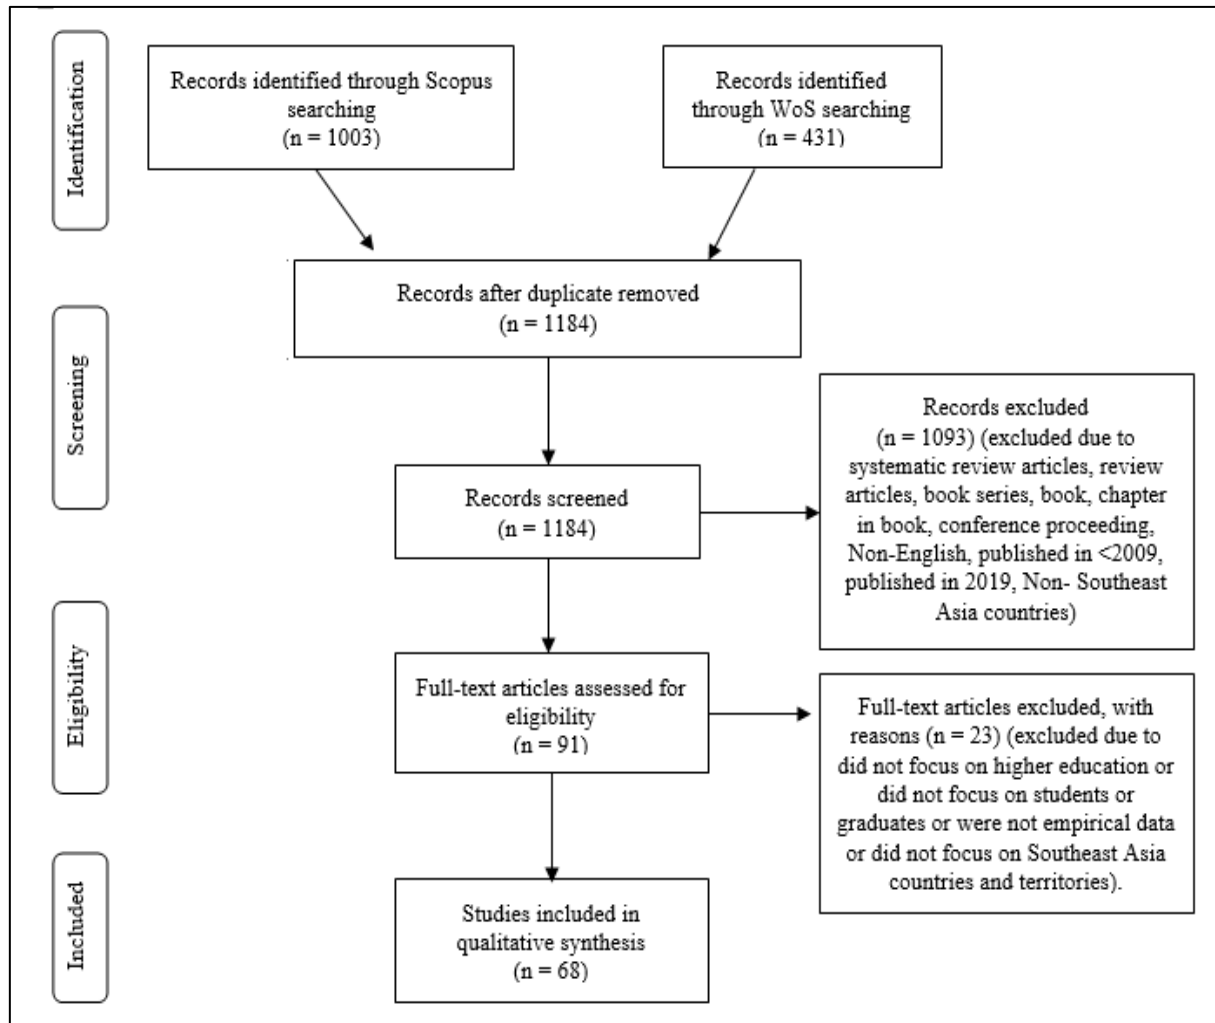 Identification
Records identified through Scopus
searching
(n = 1003)
Records identified
through WoS searching
(n = 431)
Screening
Records after duplicate removed
(n = 1184)
Records screened
(n = 1184)
Records excluded
(n = 1093) (excluded due to
systematic review articles, review
articles, book series, book, chapter
in book, conference proceeding,
Non-English, published in <2009,
published in 2019, Non- Southeast
Asia countries)
Eligibility
Full-text articles assessed for
eligibility
(n = 91)
Full-text articles excluded, with
reasons (n = 23) (excluded due to
did not focus on higher education or
did not focus on students or
graduates or were not empirical data
or did not focus on Southeast Asia
countries and territories).
Included
Studies included in
qualitative synthesis
(n = 68)